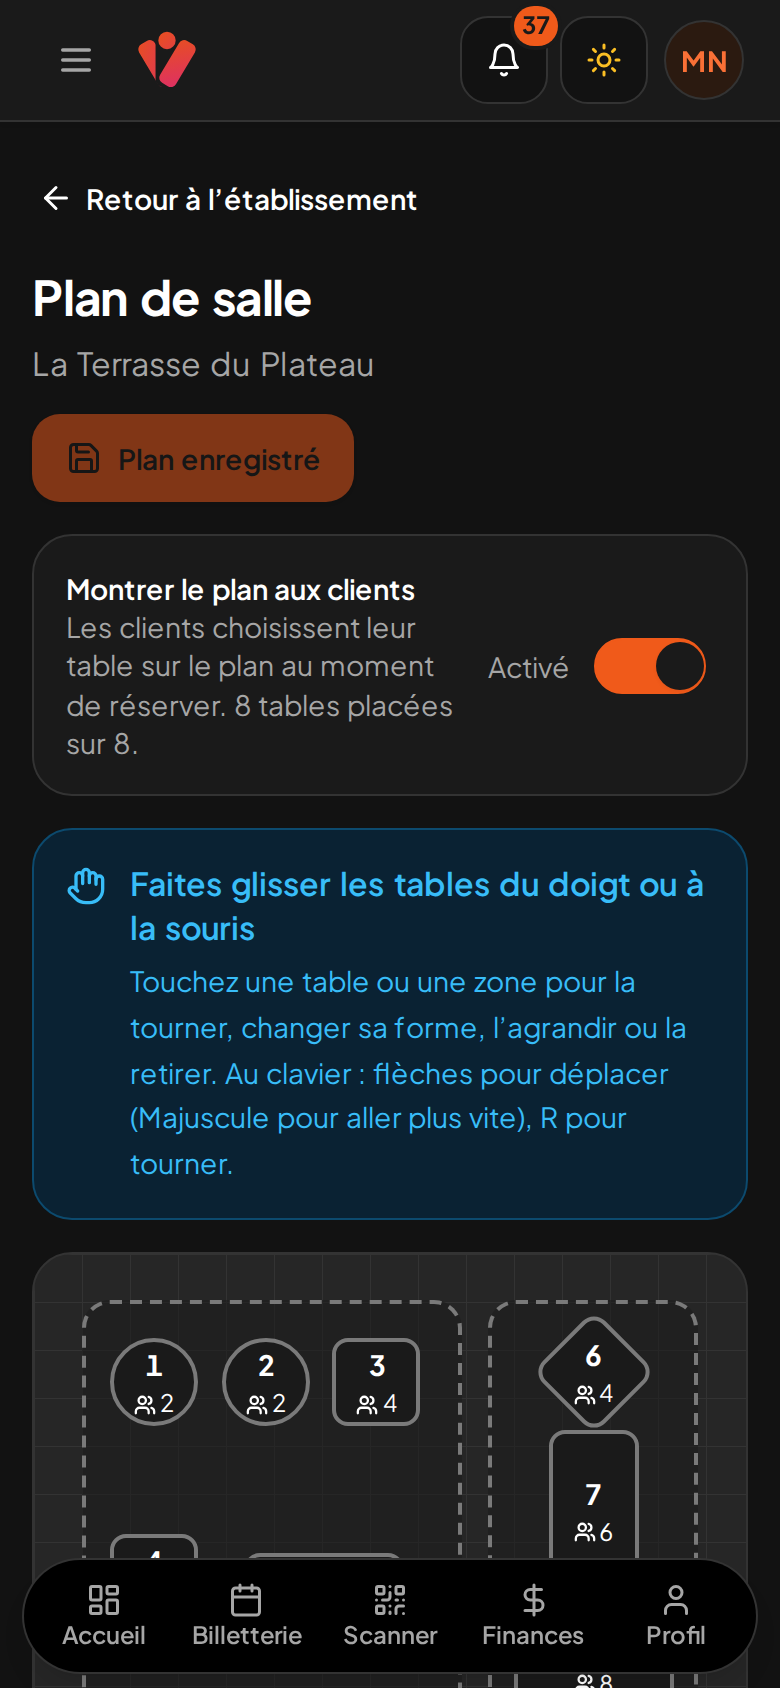 37
MN
Retour à l’établissement
Plan de salle
La Terrasse du Plateau
Plan enregistré
Montrer le plan aux clients
Les clients choisissent leur
table sur le plan au moment
de réserver. 8 tables placées
sur 8.
Activé
Faites glisser les tables du doigt ou à
la souris
Touchez une table ou une zone pour la
tourner, changer sa forme, l’agrandir ou la
retirer. Au clavier : flèches pour déplacer
(Majuscule pour aller plus vite), R pour
tourner.
1
2
2
2
3
4
6
4
7
6
Accueil
Billetterie
Scanner
Finances
Profil
8